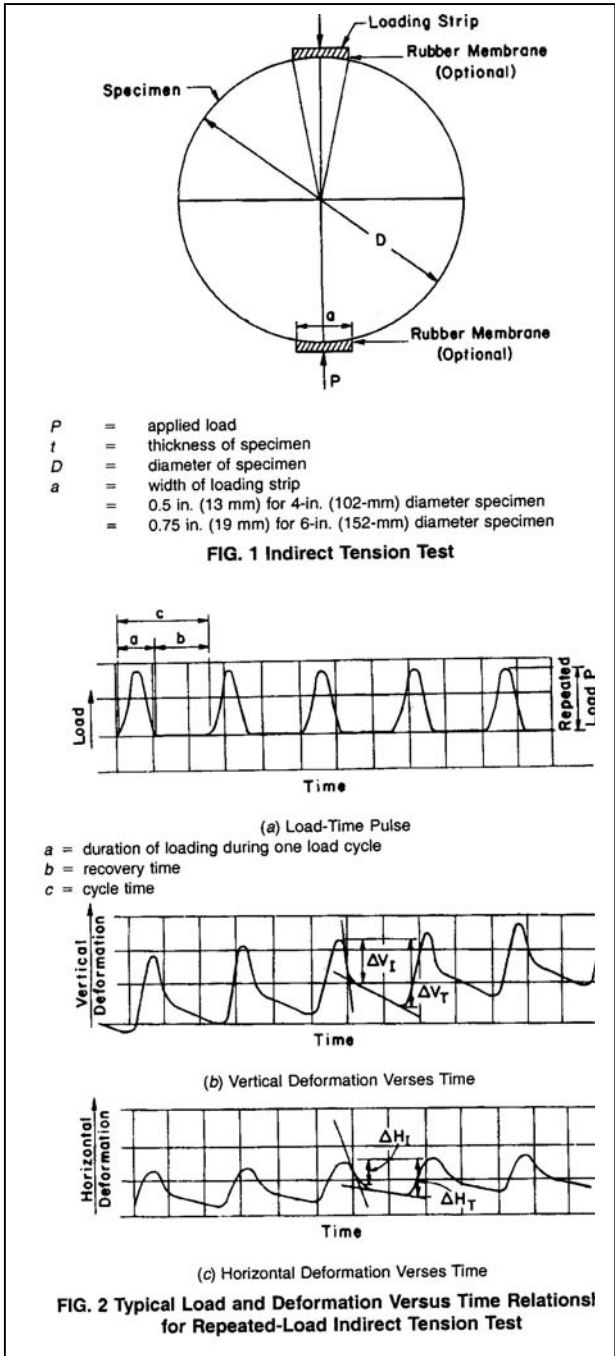 Loading Strip
Rubber Membrane
(Optional)
Specimen
D
a
Rubber Membrane
(Optional)
P
P = applied load
t = thickness of specimen
D = diameter of specimen
a = width of loading strip
= 0.5 in. (13 mm) for 4-in. (102-mm) diameter specimen
= 0.75 in. (19 mm) for 6-in. (152-mm) diameter specimen
FIG. 1 Indirect Tension Test
c
a b
Load
Repeated
Load P
Time
(a) Load-Time Pulse
a = duration of loading during one load cycle
b = recovery time
c = cycle time
Vertical
Deformation
ΔV_I
ΔV_T
Time
(b) Vertical Deformation Verses Time
Horizontal
Deformation
ΔH_I
ΔH_T
Time
(c) Horizontal Deformation Verses Time
FIG. 2 Typical Load and Deformation Versus Time
for Repeated-Load Indirect Tension Test